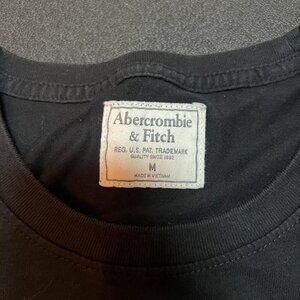 Abercrombie
& Fitch
REG. U.S. PAT. TRADEMARK
QUALITY SINCE 1892
M
MADE IN VIETNAM